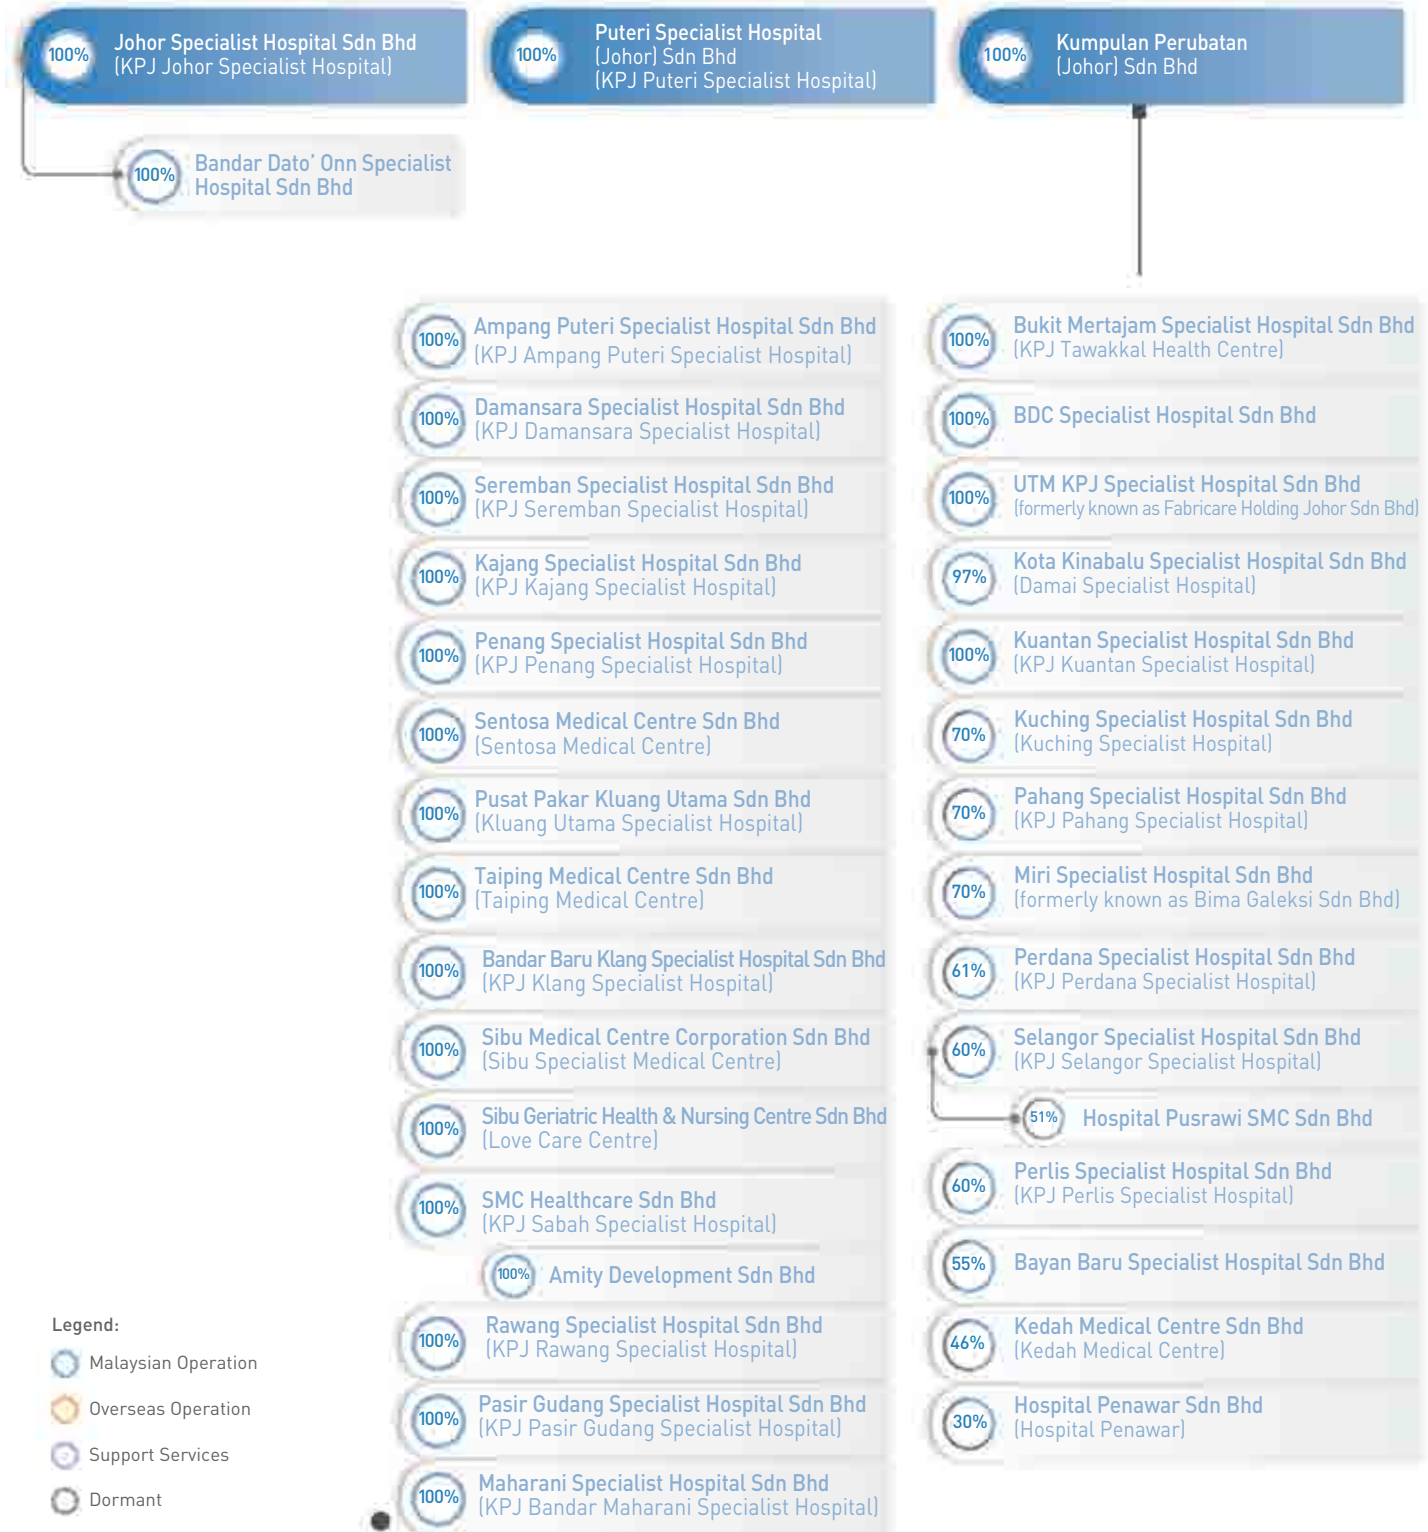 100%
Johor Specialist Hospital Sdn Bhd
(KPJ Johor Specialist Hospital)
100%
Bandar Dato' Onn Specialist
Hospital Sdn Bhd
100%
Puteri Specialist Hospital
(Johor) Sdn Bhd
(KPJ Puteri Specialist Hospital)
100%
Kumpulan Perubatan
(Johor) Sdn Bhd
100%
Ampang Puteri Specialist Hospital Sdn Bhd
(KPJ Ampang Puteri Specialist Hospital)
100%
Damansara Specialist Hospital Sdn Bhd
(KPJ Damansara Specialist Hospital)
100%
Seremban Specialist Hospital Sdn Bhd
(KPJ Seremban Specialist Hospital)
100%
Kajang Specialist Hospital Sdn Bhd
(KPJ Kajang Specialist Hospital)
100%
Penang Specialist Hospital Sdn Bhd
(KPJ Penang Specialist Hospital)
100%
Sentosa Medical Centre Sdn Bhd
(Sentosa Medical Centre)
100%
Pusat Pakar Kluang Utama Sdn Bhd
(Kluang Utama Specialist Hospital)
100%
Taiping Medical Centre Sdn Bhd
(Taiping Medical Centre)
100%
Bandar Baru Klang Specialist Hospital Sdn Bhd
(KPJ Klang Specialist Hospital)
100%
Sibu Medical Centre Corporation Sdn Bhd
(Sibu Specialist Medical Centre)
100%
Sibu Geriatric Health & Nursing Centre Sdn Bhd
(Love Care Centre)
100%
SMC Healthcare Sdn Bhd
(KPJ Sabah Specialist Hospital)
100%
Amity Development Sdn Bhd
100%
Rawang Specialist Hospital Sdn Bhd
(KPJ Rawang Specialist Hospital)
100%
Pasir Gudang Specialist Hospital Sdn Bhd
(KPJ Pasir Gudang Specialist Hospital)
100%
Maharani Specialist Hospital Sdn Bhd
(KPJ Bandar Maharani Specialist Hospital)
100%
Bukit Mertajam Specialist Hospital Sdn Bhd
(KPJ Tawakkal Health Centre)
100%
BDC Specialist Hospital Sdn Bhd
100%
UTM KPJ Specialist Hospital Sdn Bhd
(formerly known as Fabricare Holding Johor Sdn Bhd)
97%
Kota Kinabalu Specialist Hospital Sdn Bhd
(Damai Specialist Hospital)
100%
Kuantan Specialist Hospital Sdn Bhd
(KPJ Kuantan Specialist Hospital)
70%
Kuching Specialist Hospital Sdn Bhd
(Kuching Specialist Hospital)
70%
Pahang Specialist Hospital Sdn Bhd
(KPJ Pahang Specialist Hospital)
70%
Miri Specialist Hospital Sdn Bhd
(formerly known as Bima Galeksi Sdn Bhd)
61%
Perdana Specialist Hospital Sdn Bhd
(KPJ Perdana Specialist Hospital)
60%
Selangor Specialist Hospital Sdn Bhd
(KPJ Selangor Specialist Hospital)
51%
Hospital Pusrawi SMC Sdn Bhd
60%
Perlis Specialist Hospital Sdn Bhd
(KPJ Perlis Specialist Hospital)
55%
Bayan Baru Specialist Hospital Sdn Bhd
46%
Kedah Medical Centre Sdn Bhd
(Kedah Medical Centre)
30%
Hospital Penawar Sdn Bhd
(Hospital Penawar)
Legend:
Malaysian Operation
Overseas Operation
Support Services
Dormant